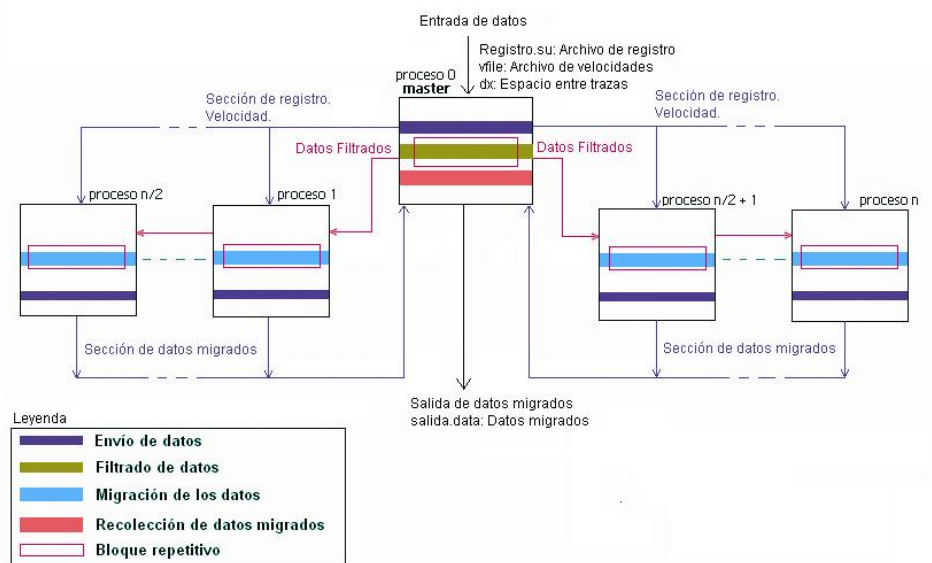 Entrada de datos
Registro.su: Archivo de registro
vfile: Archivo de velocidades
dx: Espacio entre trazas
proceso 0
master
Sección de registro.
Velocidad.
Sección de registro.
Velocidad.
Datos Filtrados
Datos Filtrados
proceso n/2
proceso 1
proceso n/2 + 1
proceso n
Sección de datos migrados
Sección de datos migrados
Salida de datos migrados
salida.data: Datos migrados
Leyenda
Envío de datos
Filtrado de datos
Migración de los datos
Recolección de datos migrados
Bloque repetitivo